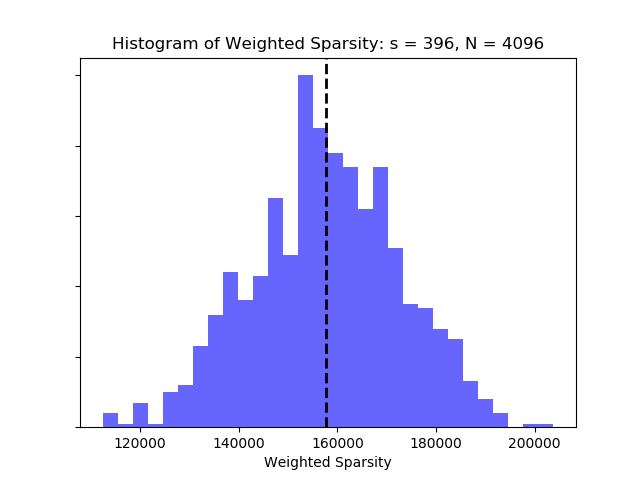 Histogram of Weighted Sparsity: s = 396, N = 4096
120000 140000 160000 180000 200000
Weighted Sparsity